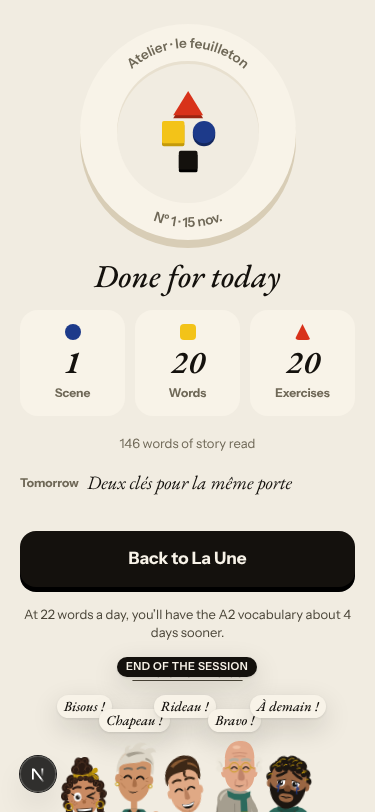 Atelier · le feuilleton
Nº 1 · 15 nov.
Done for today
1
Scene
20
Words
20
Exercises
146 words of story read
Tomorrow Deux clés pour la même porte
Back to La Une
At 22 words a day, you'll have the A2 vocabulary about 4
days sooner.
END OF THE SESSION
Bisous !
Rideau !
À demain !
Chapeau !
Bravo !
N